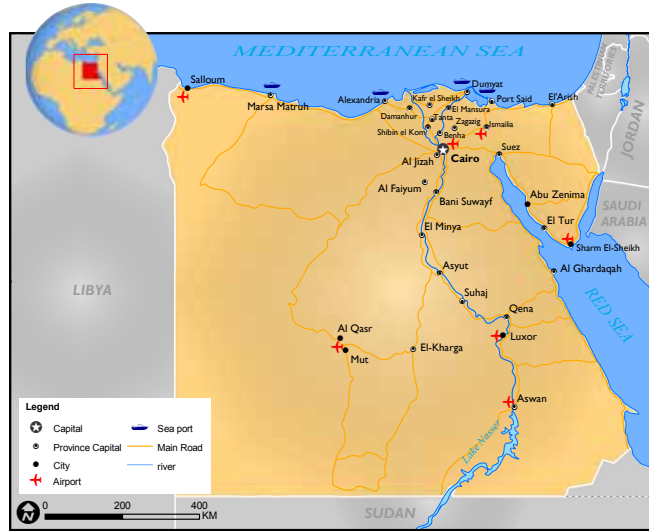 MEDITERRANEAN SEA
Salloum
Marsa Matruh
Alexandria
Kafr el Sheikh
Dumyat
Port Said
El'Arish
Damanhur
El Mansura
Tanta
Zagazig
Ismailia
Shibin el Kom
Benha
Al Jizah
Cairo
Suez
PALESTINIAN
TERRITORIES
JORDAN
SAUDI
ARABIA
Al Faiyum
Bani Suwayf
Abu Zenima
El Tur
Sharm El-Sheikh
El Minya
Al Ghardaqah
LIBYA
Asyut
RED SEA
Suhaj
Qena
Al Qasr
Mut
El-Kharga
Luxor
Aswan
Lake Nasser
SUDAN
Legend
Capital
Sea port
Province Capital
Main Road
City
river
Airport
N
0 200 400
KM